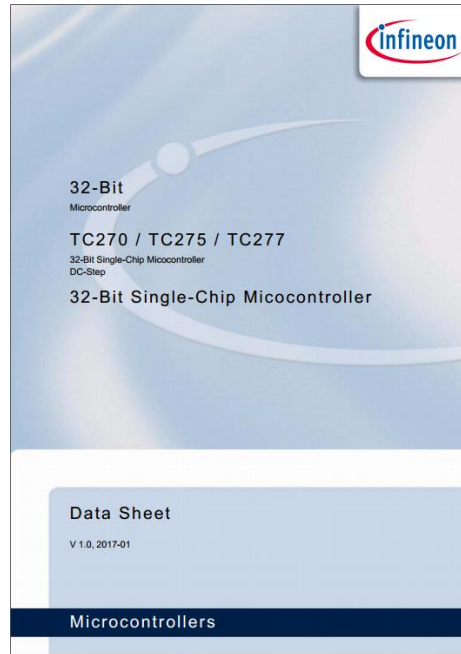 infineon
32-Bit
Microcontroller
TC270 / TC275 / TC277
32-Bit Single-Chip Micocontroller
DC-Step
32-Bit Single-Chip Micocontroller
Data Sheet
V 1.0, 2017-01
Microcontrollers